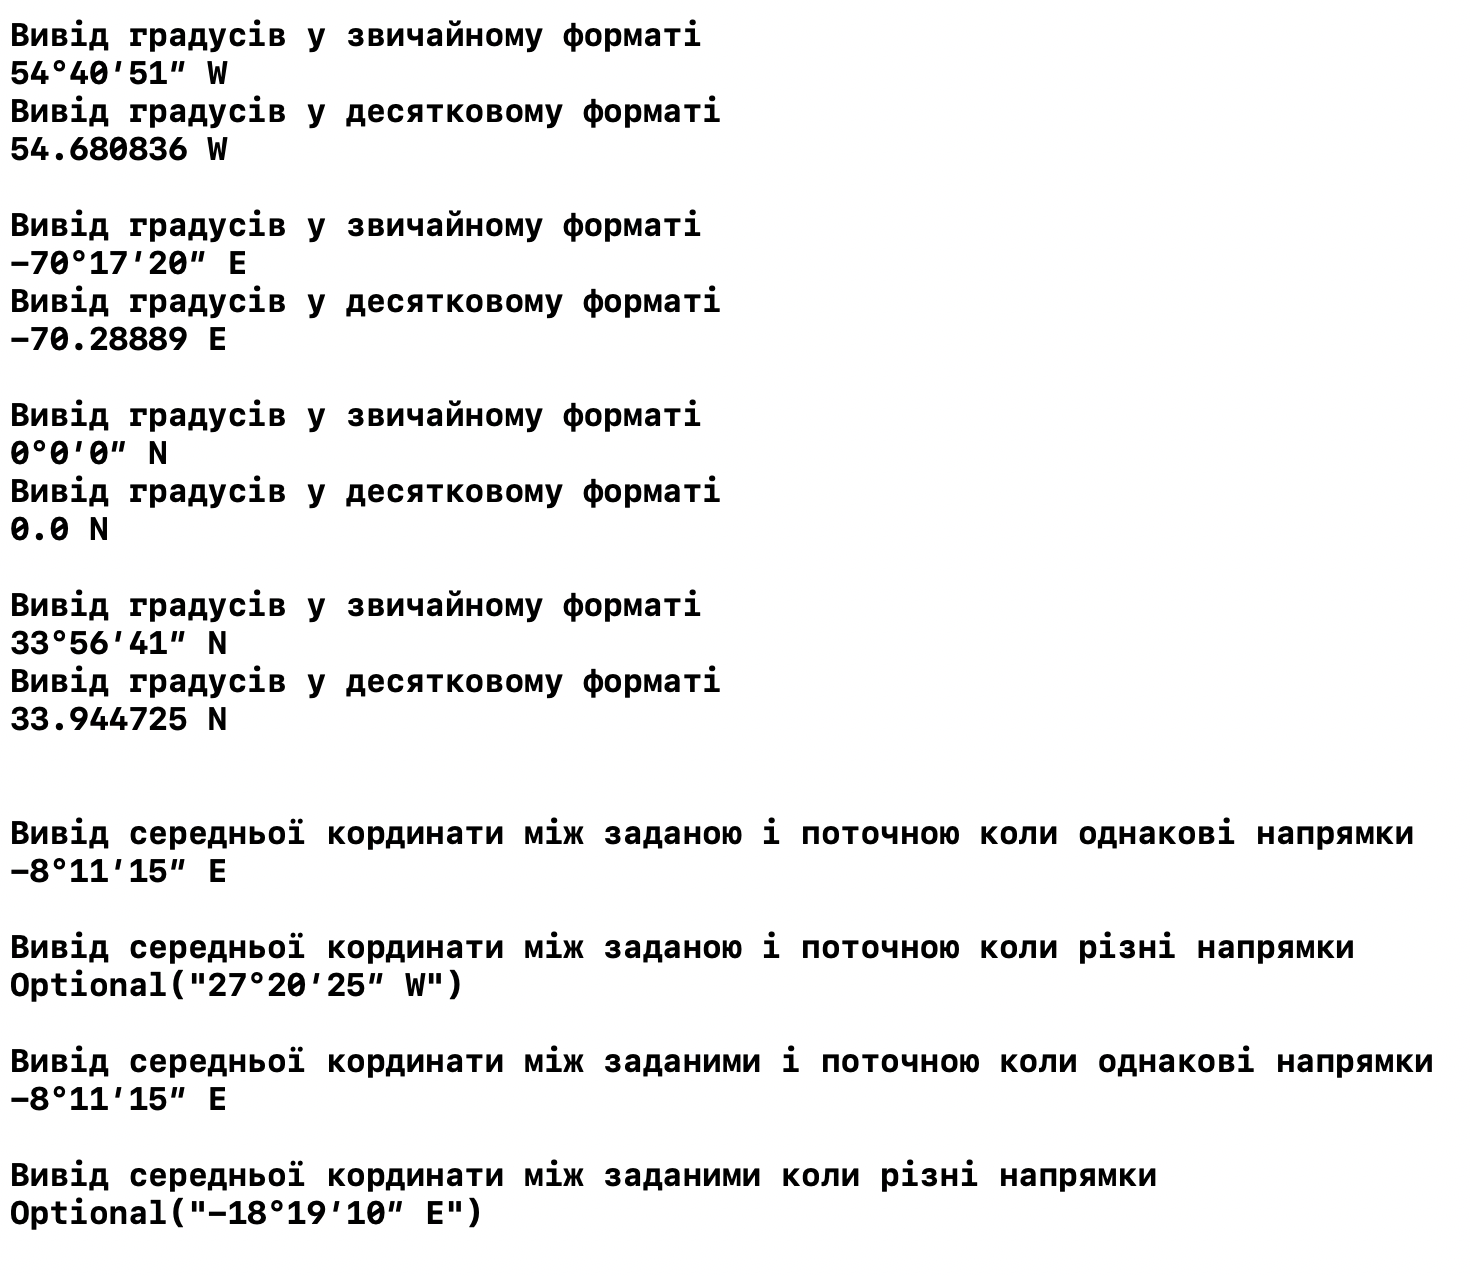 Вивід градусів у звичайному форматі
54°40′51″ W
Вивід градусів у десятковому форматі
54.680836 W
Вивід градусів у звичайному форматі
−70°17′20″ E
Вивід градусів у десятковому форматі
−70.28889 E
Вивід градусів у звичайному форматі
0°0′0″ N
Вивід градусів у десятковому форматі
0.0 N
Вивід градусів у звичайному форматі
33°56′41″ N
Вивід градусів у десятковому форматі
33.944725 N
Вивід середньої кординати між заданою і поточною коли однакові напрямки
−8°11′15″ E
Вивід середньої кординати між заданою і поточною коли різні напрямки
Optional("27°20′25″ W")
Вивід середньої кординати між заданими і поточною коли однакові напрямки
−8°11′15″ E
Вивід середньої кординати між заданими коли різні напрямки
Optional("−18°19′10″ E")